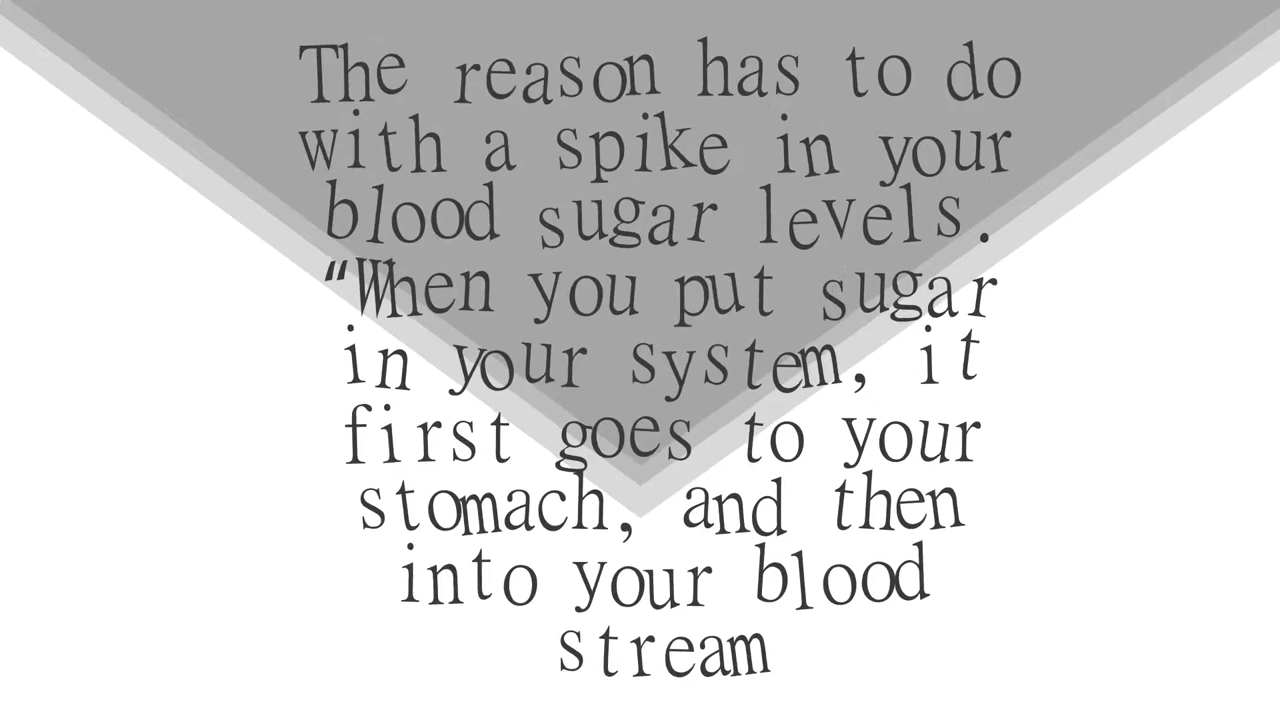 The reason has to do
with a spike in your
blood sugar levels.
“When you put sugar
in your system, it
first goes to your
stomach, and then
into your blood
stream